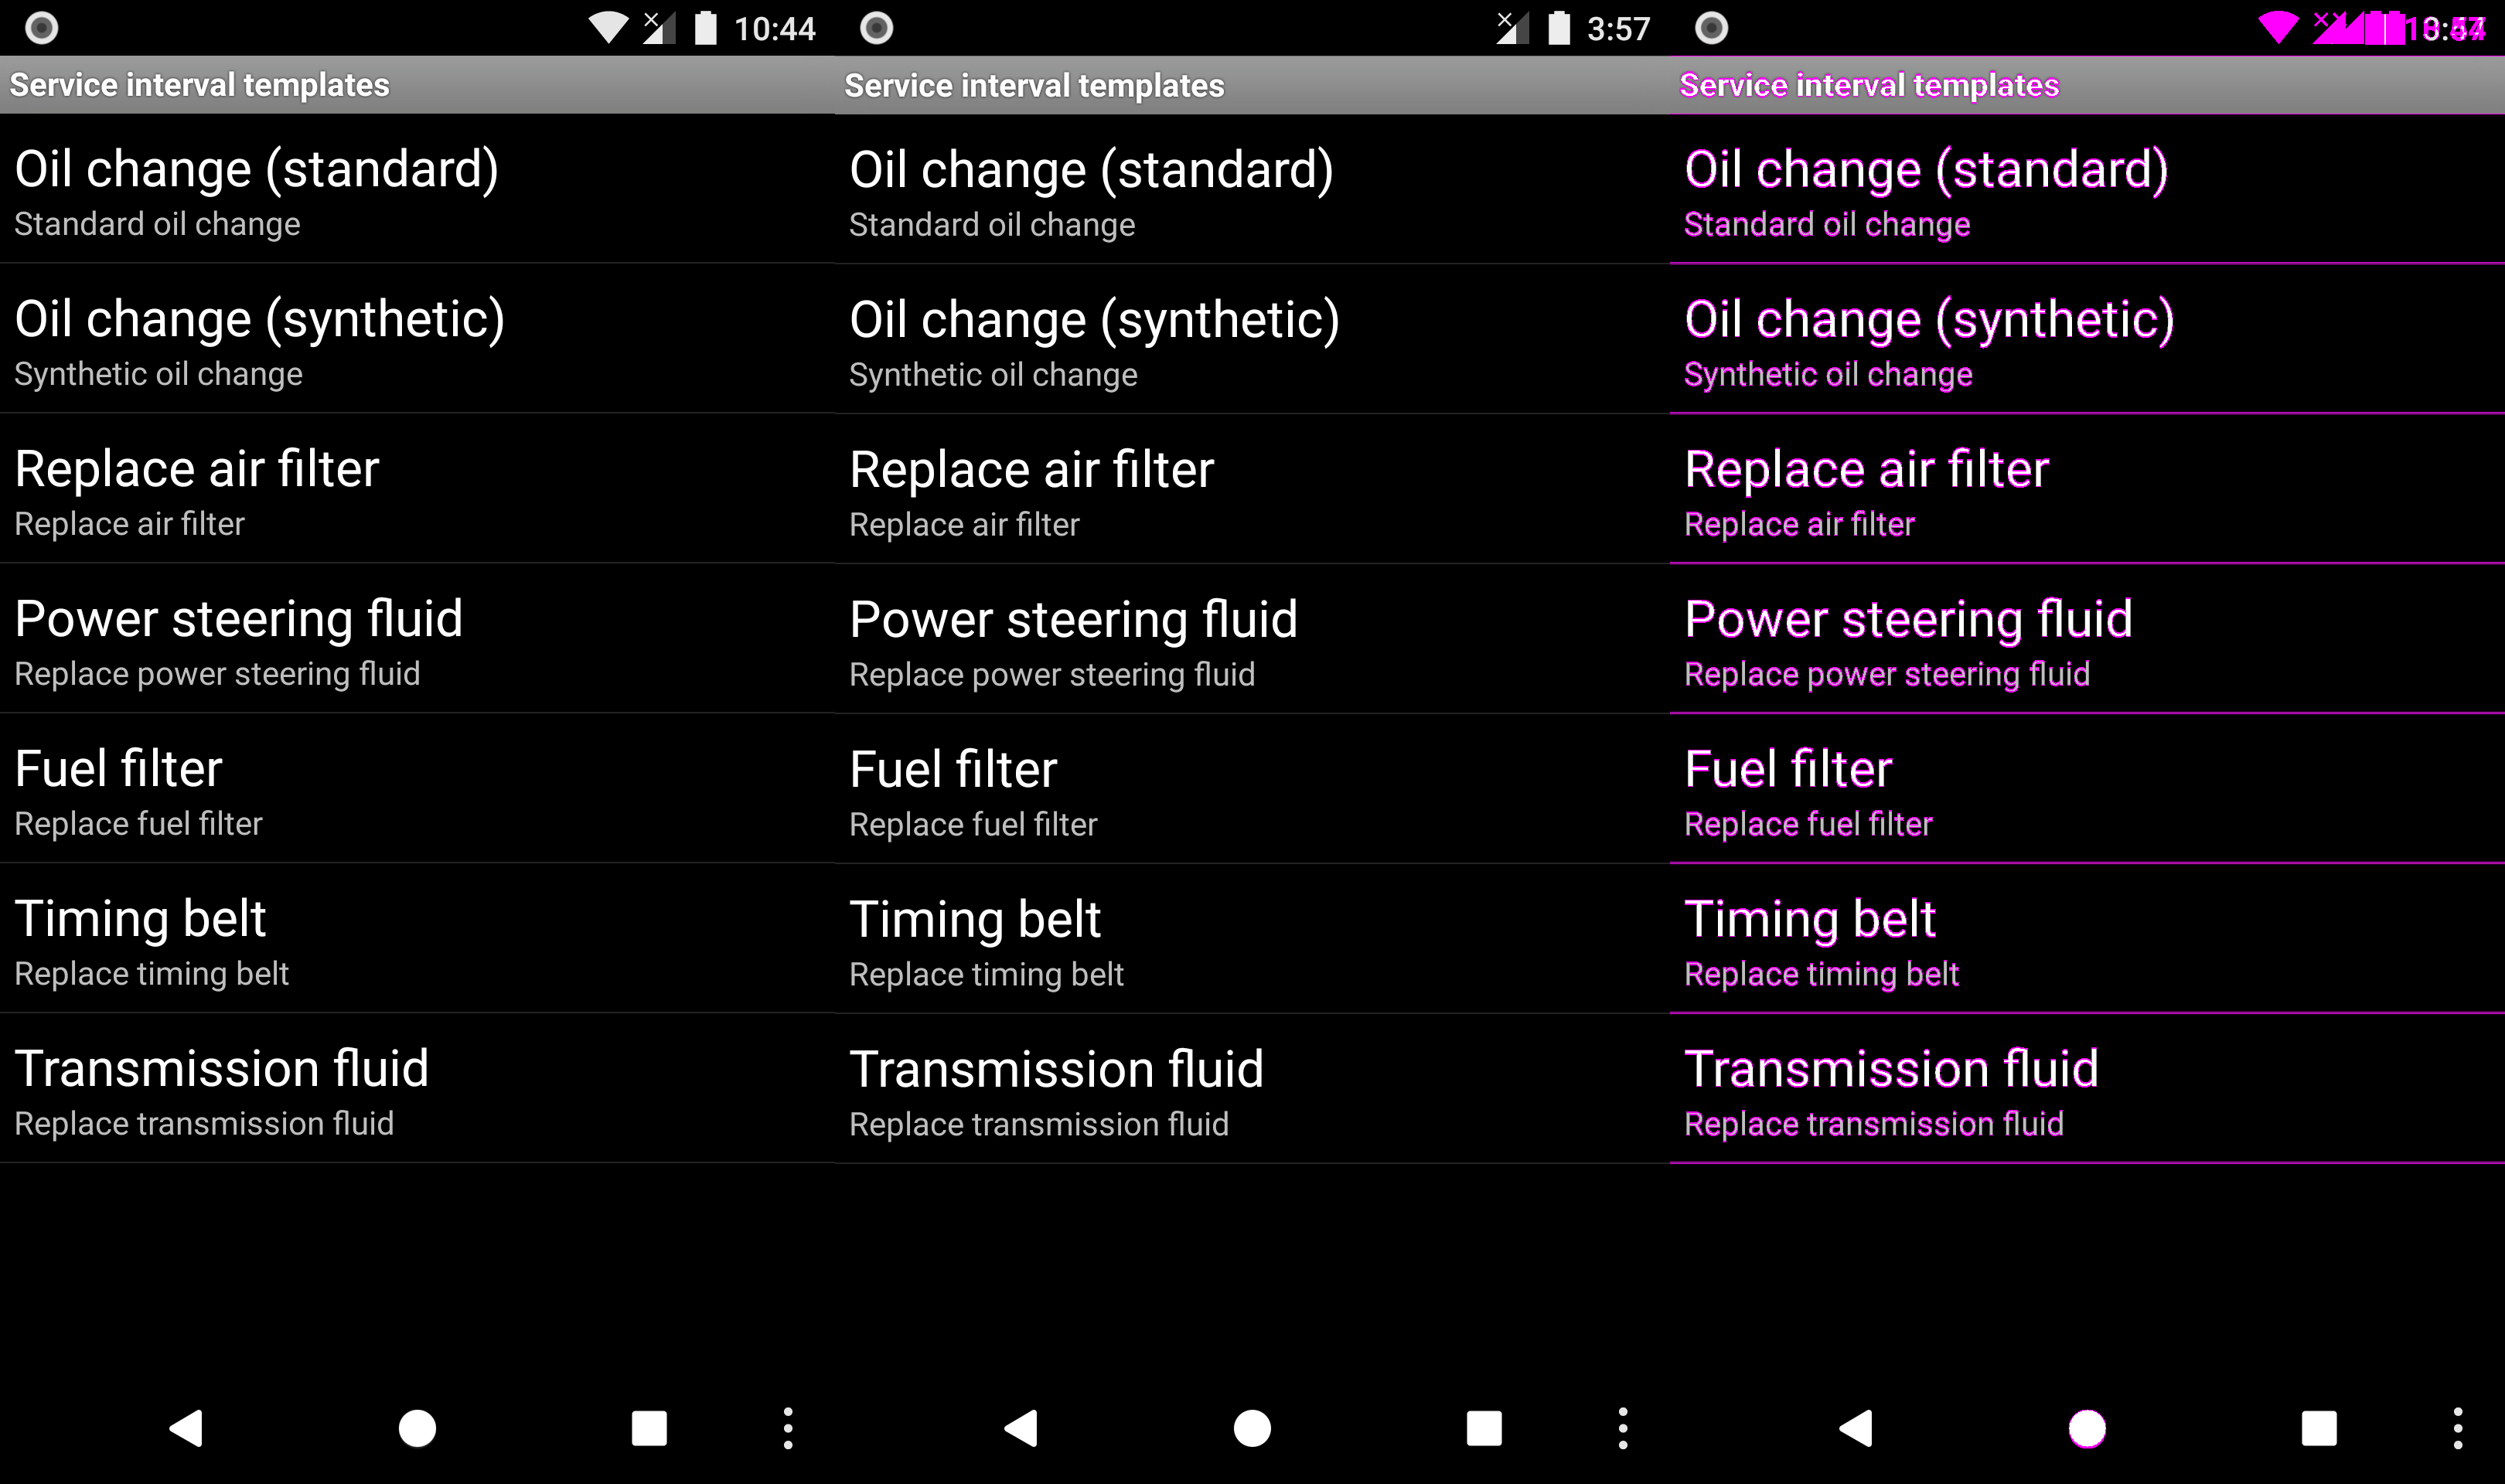 10:44
Service interval templates
Oil change (standard)
Standard oil change
Oil change (synthetic)
Synthetic oil change
Replace air filter
Replace air filter
Power steering fluid
Replace power steering fluid
Fuel filter
Replace fuel filter
Timing belt
Replace timing belt
Transmission fluid
Replace transmission fluid
3:57
Service interval templates
Oil change (standard)
Standard oil change
Oil change (synthetic)
Synthetic oil change
Replace air filter
Replace air filter
Power steering fluid
Replace power steering fluid
Fuel filter
Replace fuel filter
Timing belt
Replace timing belt
Transmission fluid
Replace transmission fluid
Service interval templates
Oil change (standard)
Standard oil change
Oil change (synthetic)
Synthetic oil change
Replace air filter
Replace air filter
Power steering fluid
Replace power steering fluid
Fuel filter
Replace fuel filter
Timing belt
Replace timing belt
Transmission fluid
Replace transmission fluid